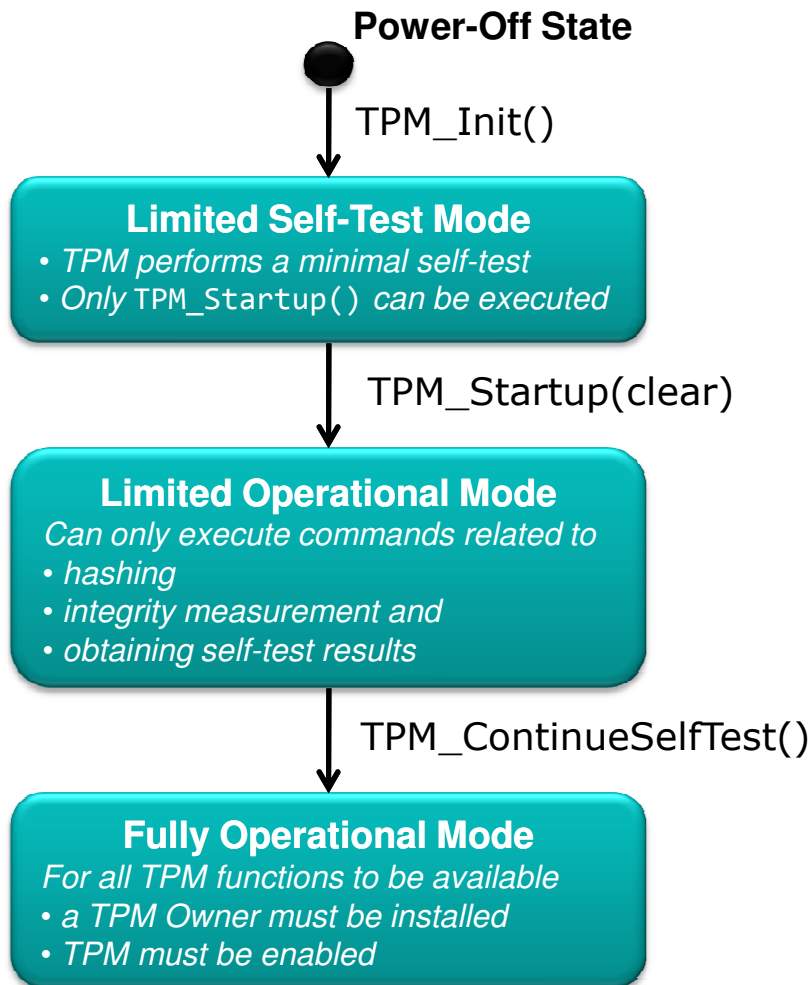 Power-Off State
TPM_Init()
Limited Self-Test Mode
• TPM performs a minimal self-test
• Only TPM_Startup() can be executed
TPM_Startup(clear)
Limited Operational Mode
Can only execute commands related to
• hashing
• integrity measurement and
• obtaining self-test results
TPM_ContinueSelfTest()
Fully Operational Mode
For all TPM functions to be available
• a TPM Owner must be installed
• TPM must be enabled